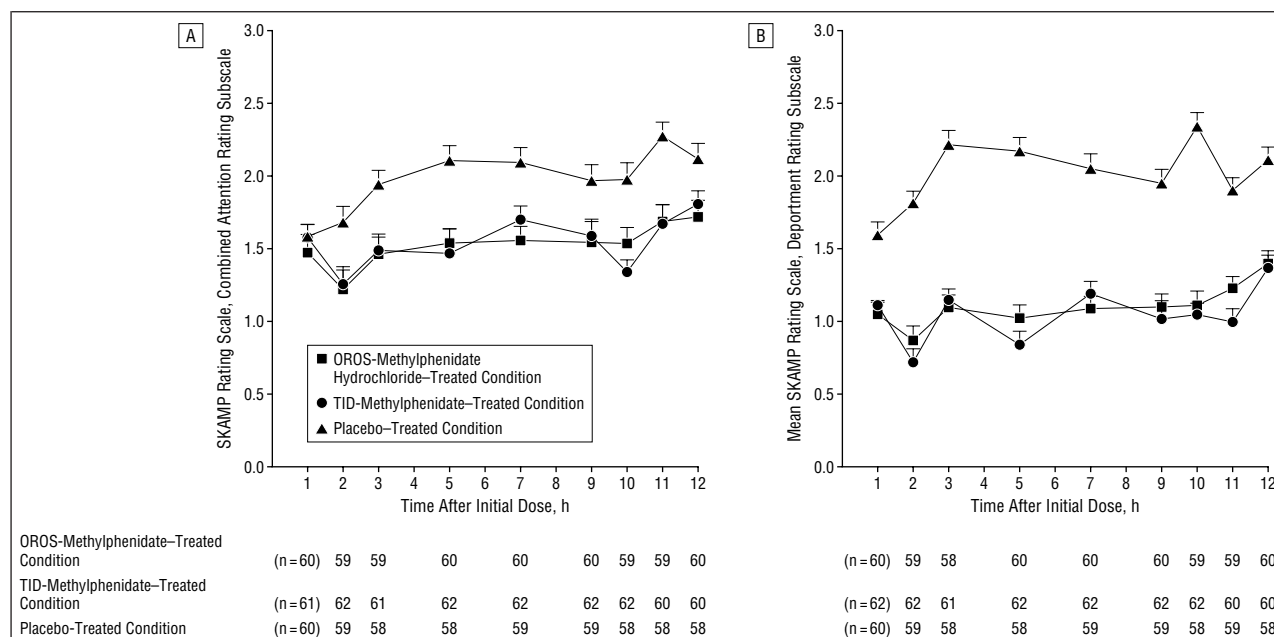 A
SKAMP Rating Scale, Combined Attention Rating Subscale
3.0
2.5
2.0
1.5
1.0
0.5
0.0
OROS-Methylphenidate
Hydrochloride–Treated Condition
TID-Methylphenidate–Treated Condition
Placebo–Treated Condition
1 2 3 4 5 6 7 8 9 10 11 12
Time After Initial Dose, h
B
Mean SKAMP Rating Scale, Deportment Rating Subscale
3.0
2.5
2.0
1.5
1.0
0.5
0.0
1 2 3 4 5 6 7 8 9 10 11 12
Time After Initial Dose, h
OROS-Methylphenidate–Treated
Condition (n=60) 59 59 60 60 60 59 59 60 (n=60) 59 58 60 60 60 59 59 60
TID-Methylphenidate–Treated
Condition (n=61) 62 61 62 62 62 62 60 60 (n=62) 62 61 62 62 62 62 60 60
Placebo-Treated Condition (n=60) 59 58 58 59 59 58 58 58 (n=60) 59 58 58 59 59 58 59 58